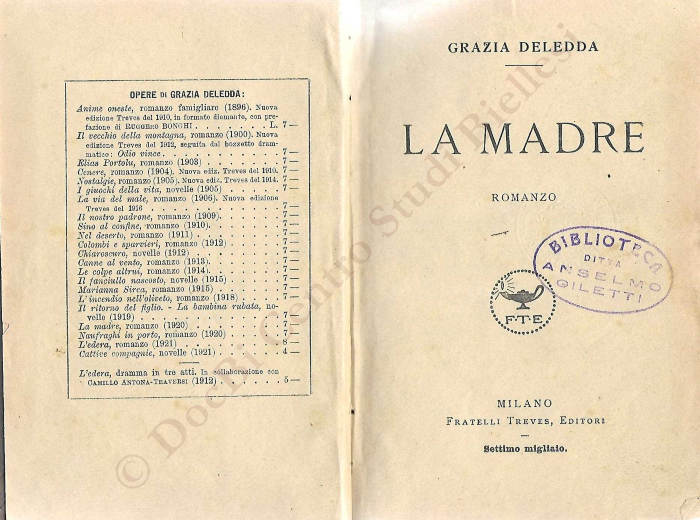 OPERE DI GRAZIA DELEDDA:
Anime oneste, romanzo famigliare (1896). Nuova
edizione Treves del 1910, in formato diamante, con pre-
fazione di RUGGERO BONGHI . . . . . . . L. 7 —
Il vecchio della montagna, romanzo (1900). Nuova
edizione Treves del 1912, seguita dal bozzetto dram-
matico: Odio vince. . . . . . . . . . . . . 7 —
Elias Portolu, romanzo (1903) . . . . . . . . 7 —
Cenere, romanzo (1904). Nuova ediz. Treves del 1910. 7 —
Nostalgie, romanzo (1905). Nuova ediz. Treves del 1914. 7 —
I giuochi della vita, novelle (1905) . . . . . . 7 —
La via del male, romanzo (1906). Nuova edizione
Treves del 1916 . . . . . . . . . . . . . 7 —
Il nostro padrone, romanzo (1909). . . . . . . 7 —
Sino al confine, romanzo (1910). . . . . . . . 7 —
Nel deserto, romanzo (1911) . . . . . . . . . 7 —
Colombi e sparvieri, romanzo (1912) . . . . . . 7 —
Chiaroscuro, novelle (1912) . . . . . . . . . 7 —
Canne al vento, romanzo (1913). . . . . . . . 7 —
Le colpe altrui, romanzo (1914. . . . . . . . 7 —
Il fanciullo nascosto, novelle (1915) . . . . . 7 —
Marianna Sirca, romanzo (1915) . . . . . . . 7 —
L'incendio nell'oliveto, romanzo (1918) . . . . 7 —
Il ritorno del figlio. - La bambina rubata, no-
velle (1919) . . . . . . . . . . . . . . 7 —
La madre, romanzo (1920) . . . . . . . . . . 7 —
Naufraghi in porto, romanzo (1920) . . . . . . 7 —
L'edera, romanzo (1921) . . . . . . . . . . 8 —
Cattive compagnie, novelle (1921) . . . . . . . 4 —
L'edera, dramma in tre atti. In collaborazione con
CAMILLO ANTONA-TRAVERSI (1912) . . . . . . . 5 —
GRAZIA DELEDDA
LA MADRE
ROMANZO
BIBLIOTECA
DITTA
ANSELMO
GILETTI
F·T·E
MILANO
FRATELLI TREVES, EDITORI
Settimo migliaio.
© DocBi Centro Studi Biellesi